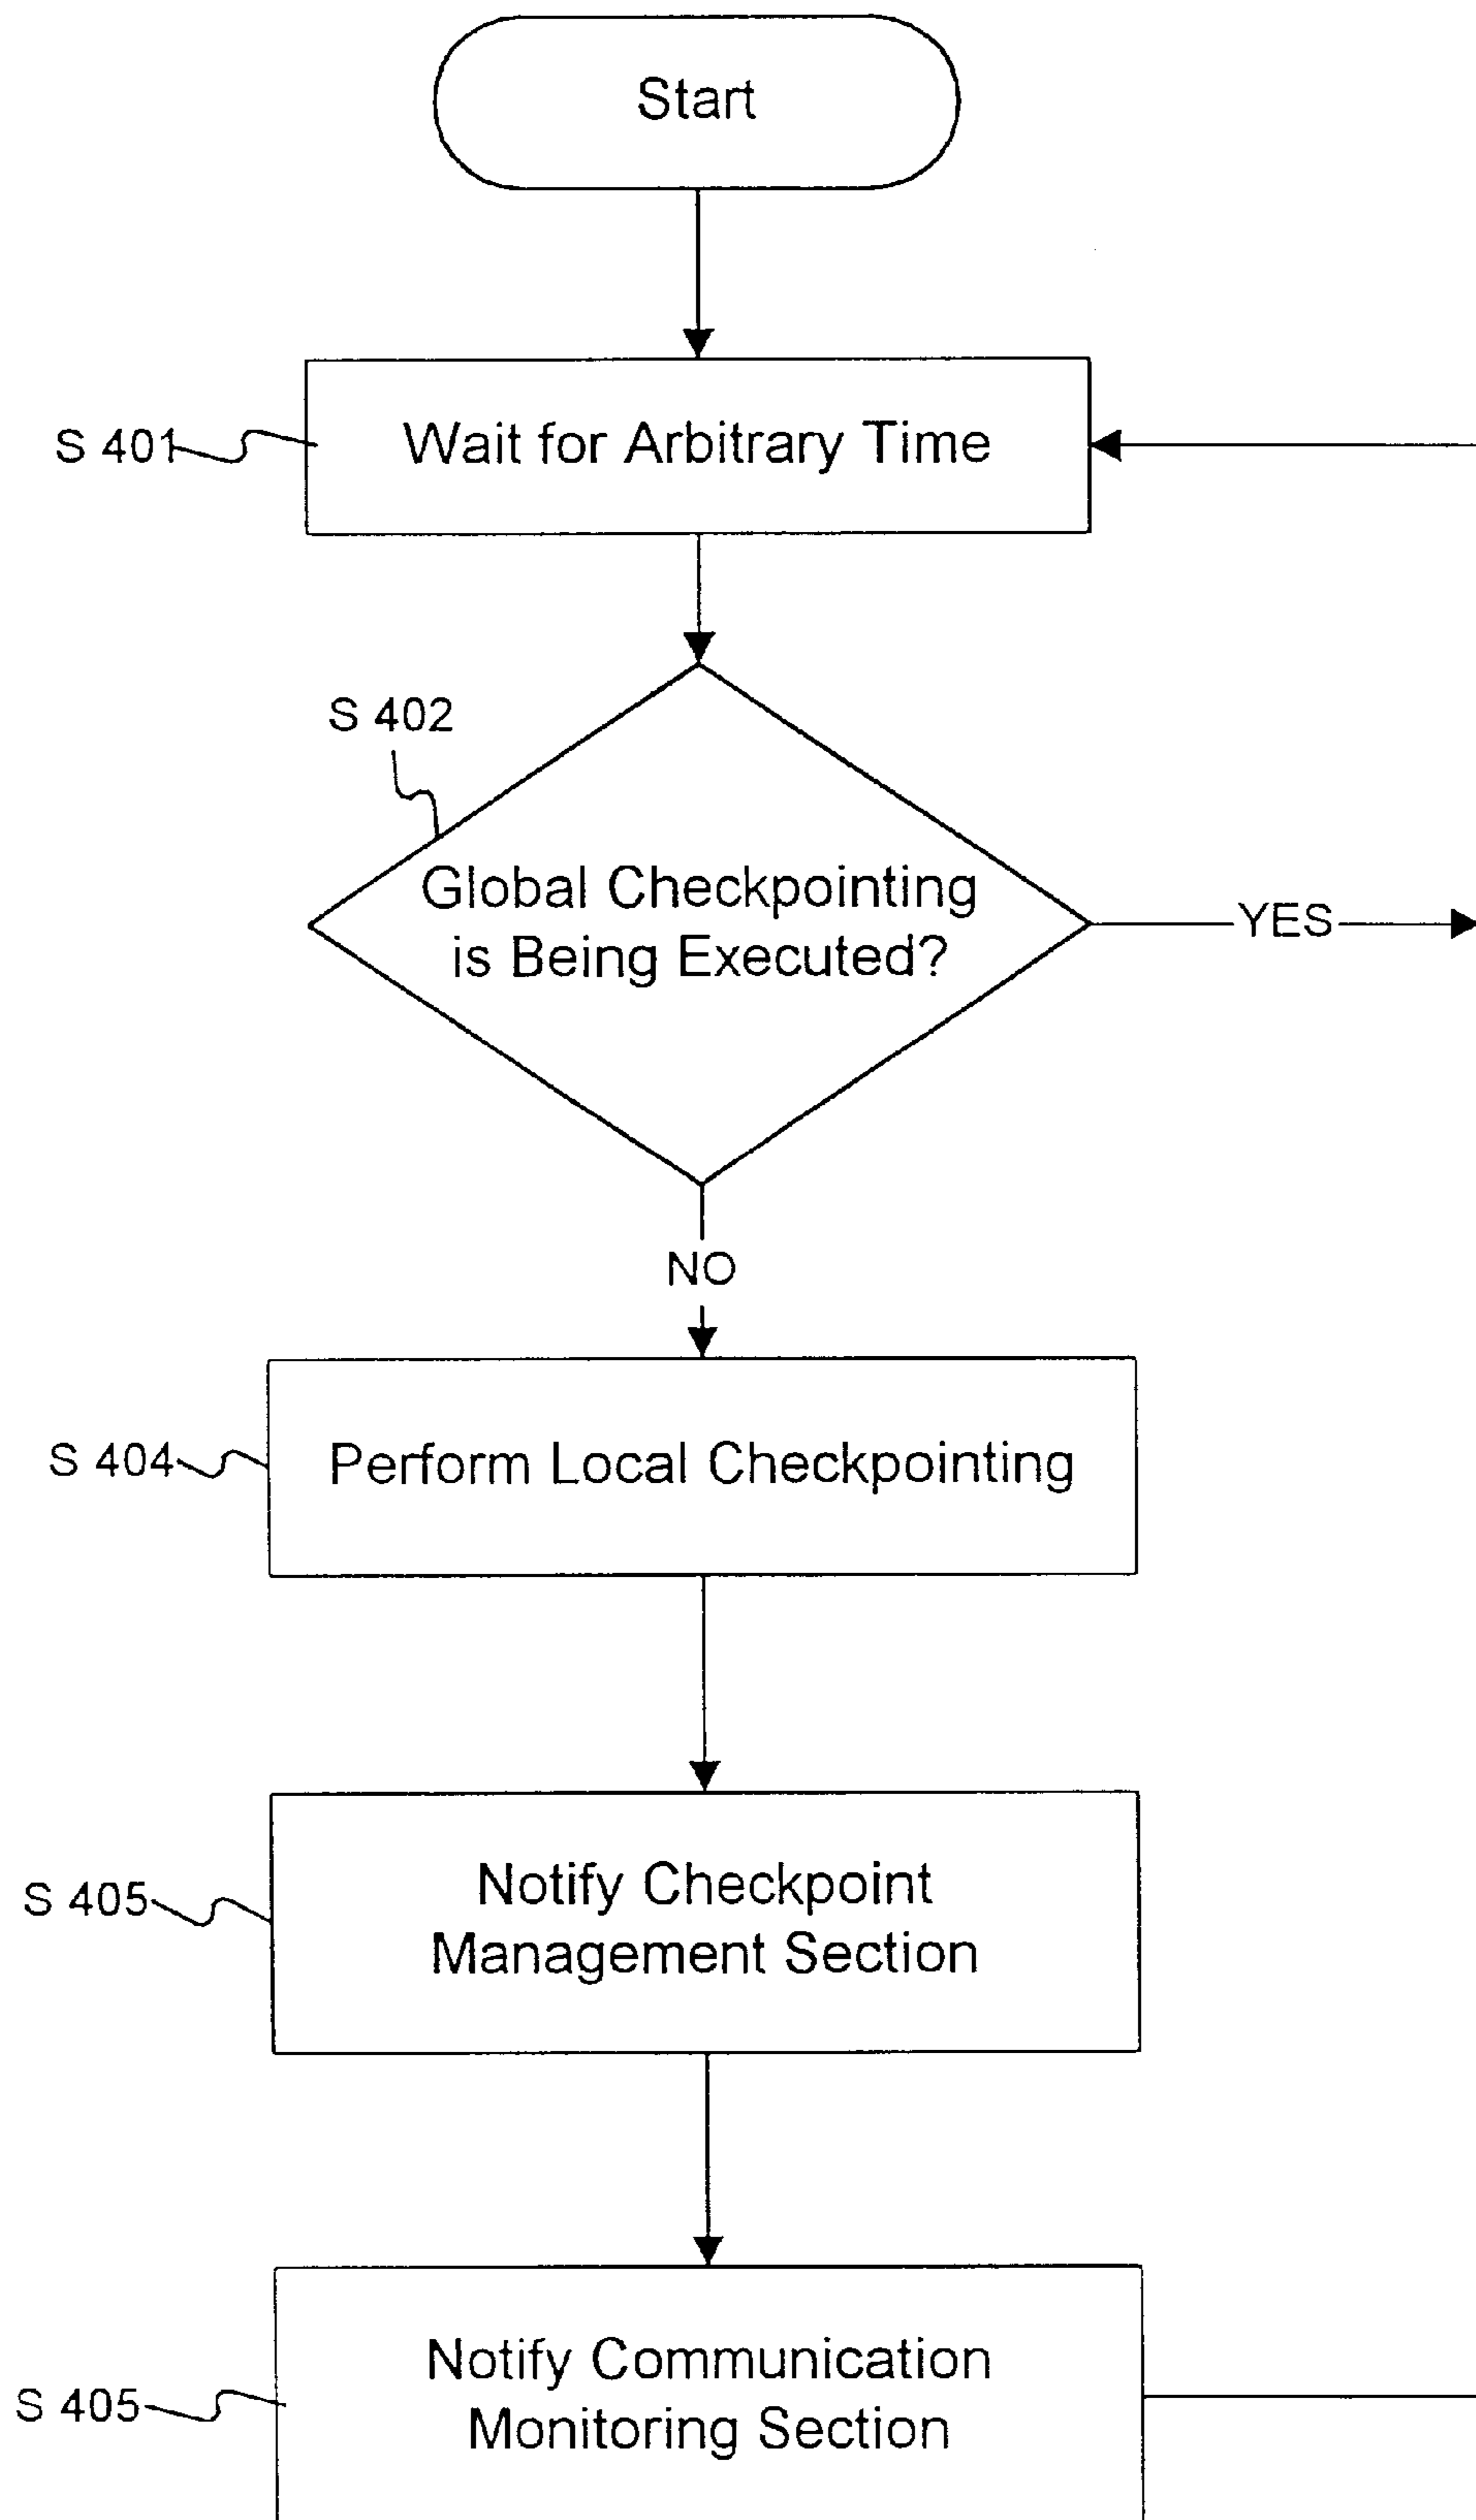 Start
S 401
Wait for Arbitrary Time
S 402
Global Checkpointing
is Being Executed?
YES
NO
S 404
Perform Local Checkpointing
S 405
Notify Checkpoint
Management Section
S 405
Notify Communication
Monitoring Section